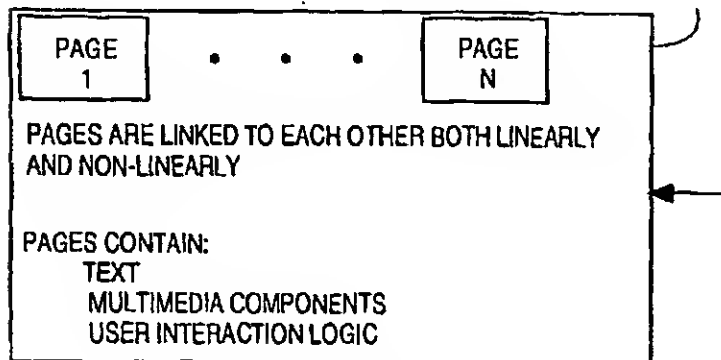 PAGE
1
• • •
PAGE
N
PAGES ARE LINKED TO EACH OTHER BOTH LINEARLY
AND NON-LINEARLY
PAGES CONTAIN:
TEXT
MULTIMEDIA COMPONENTS
USER INTERACTION LOGIC